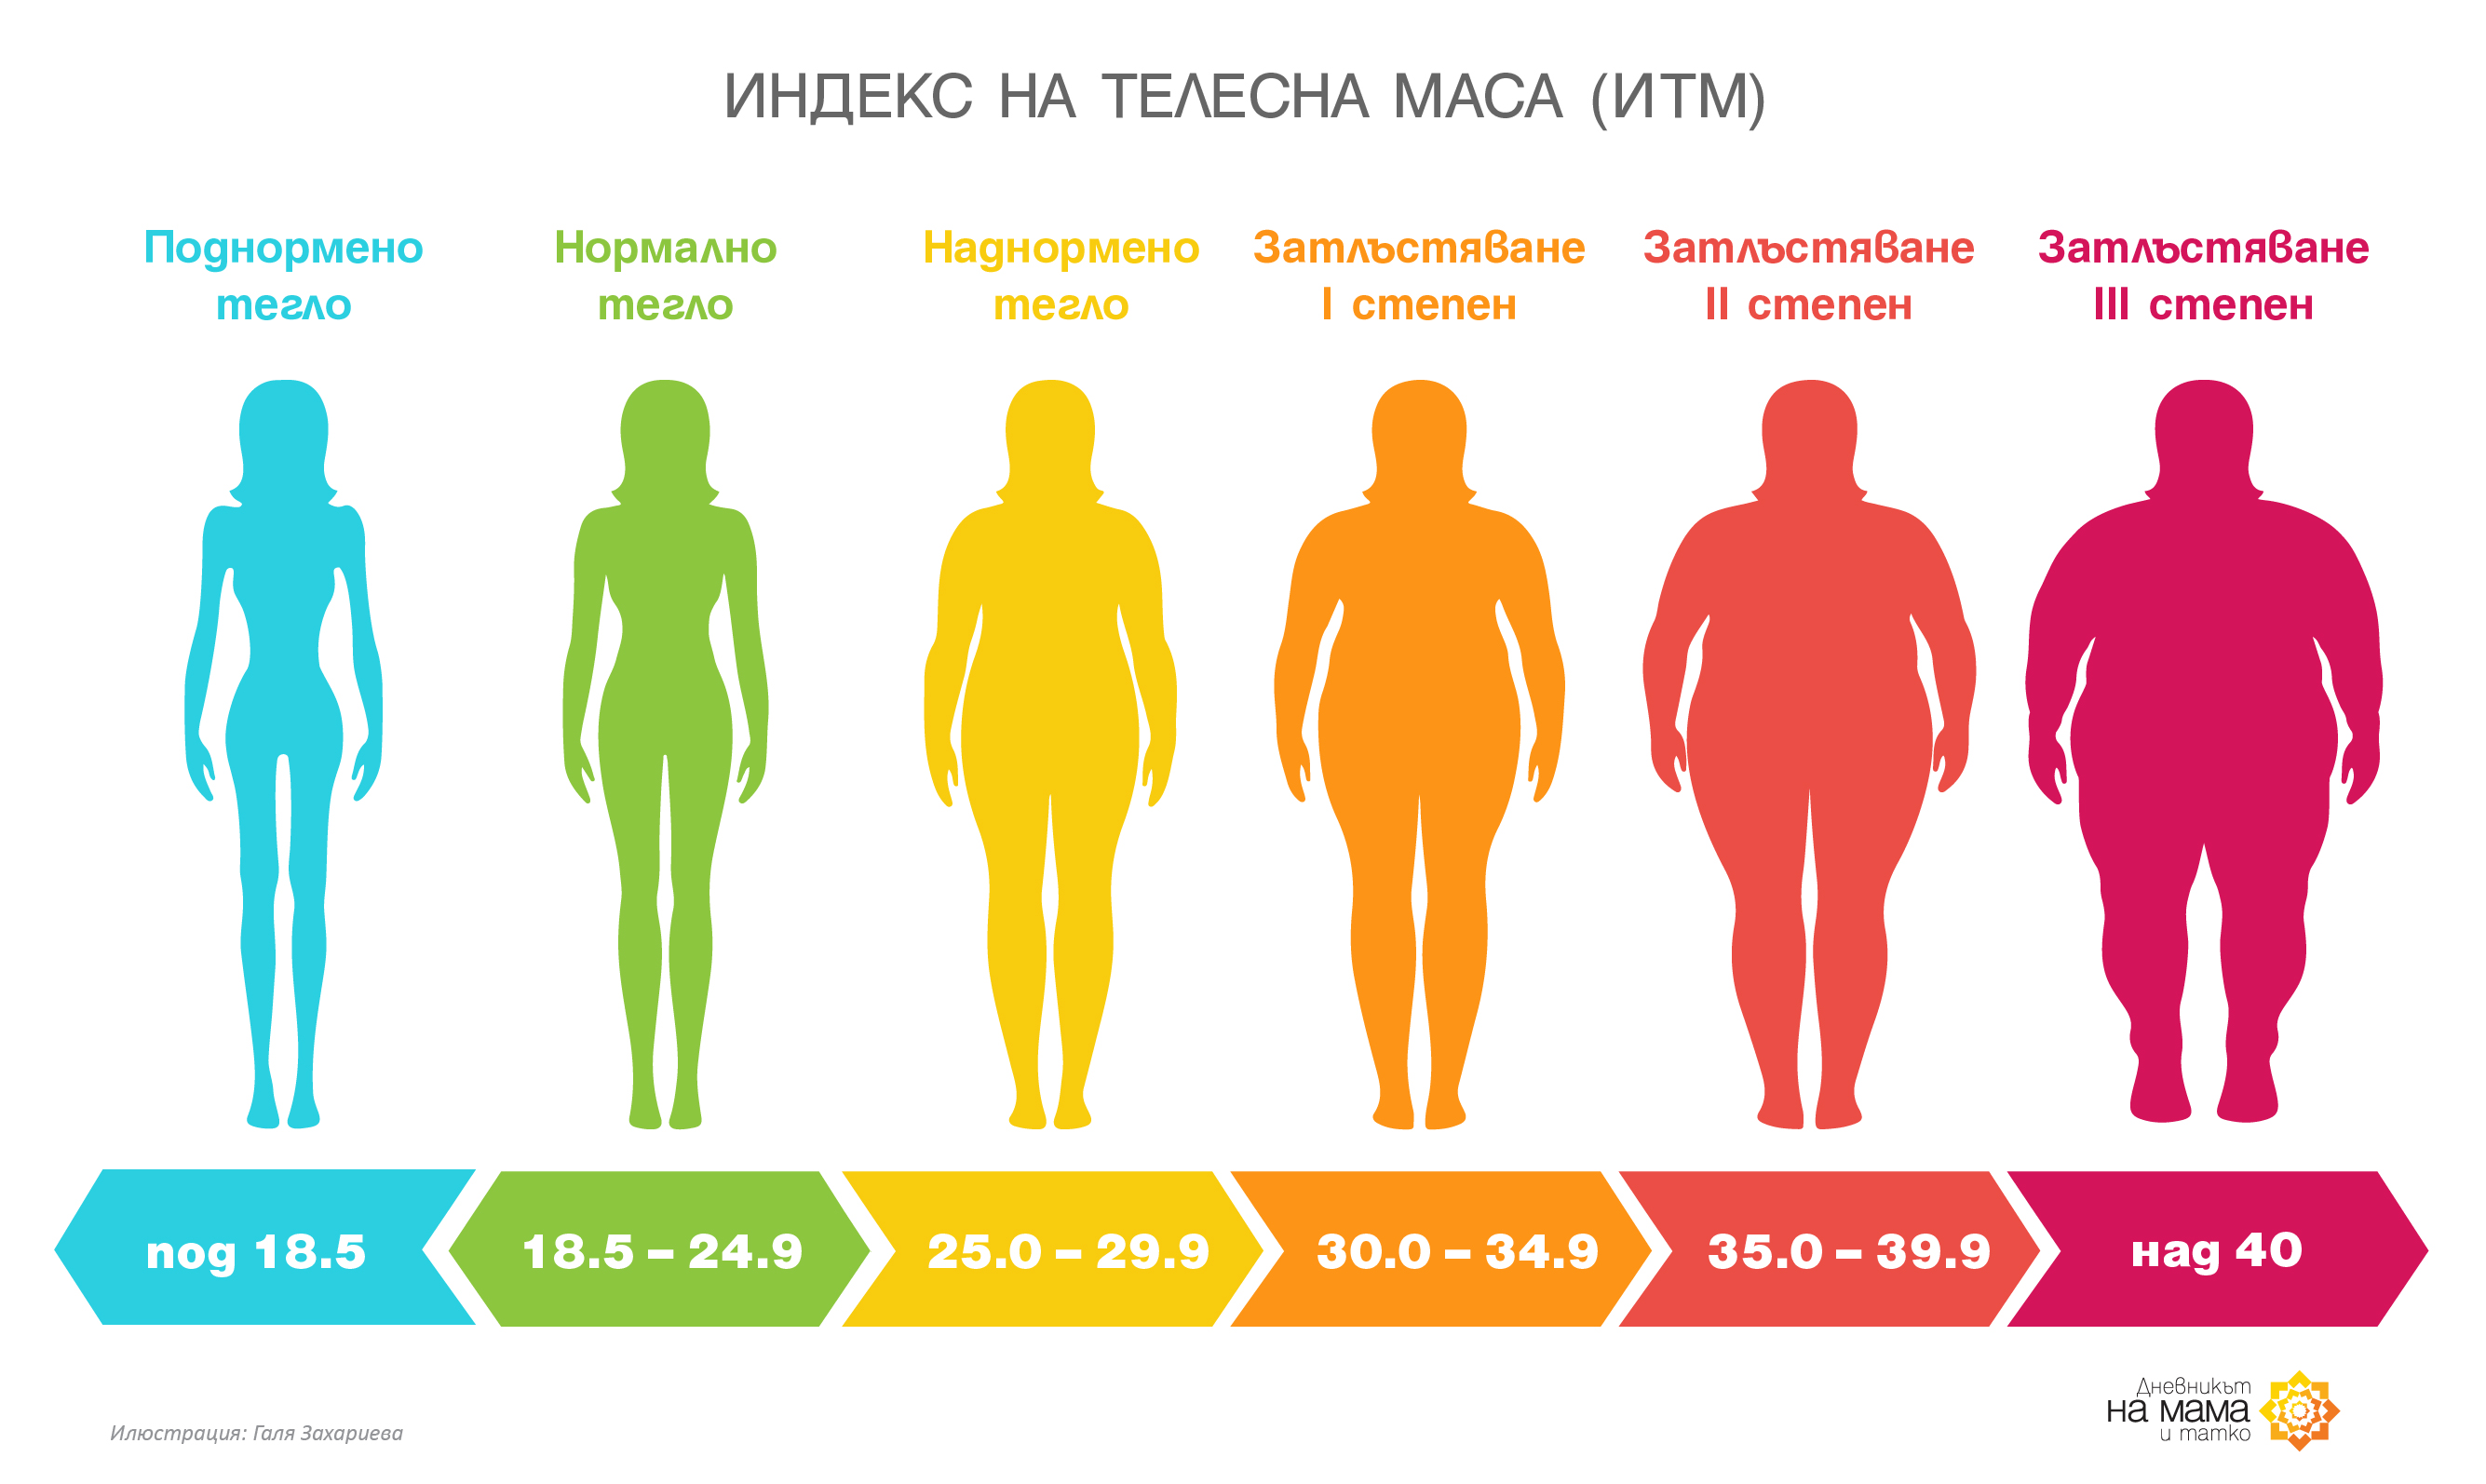 ИНДЕКС НА ТЕЛЕСНА МАСА (ИТМ)
Поднормено
тегло
Нормално
тегло
Наднормено
тегло
Затлъстяване
I степен
Затлъстяване
II степен
Затлъстяване
III степен
под 18.5
18.5 – 24.9
25.0 – 29.9
30.0 – 34.9
35.0 – 39.9
над 40
Илюстрация: Галя Захариева
Дневникът
на мама
и татко